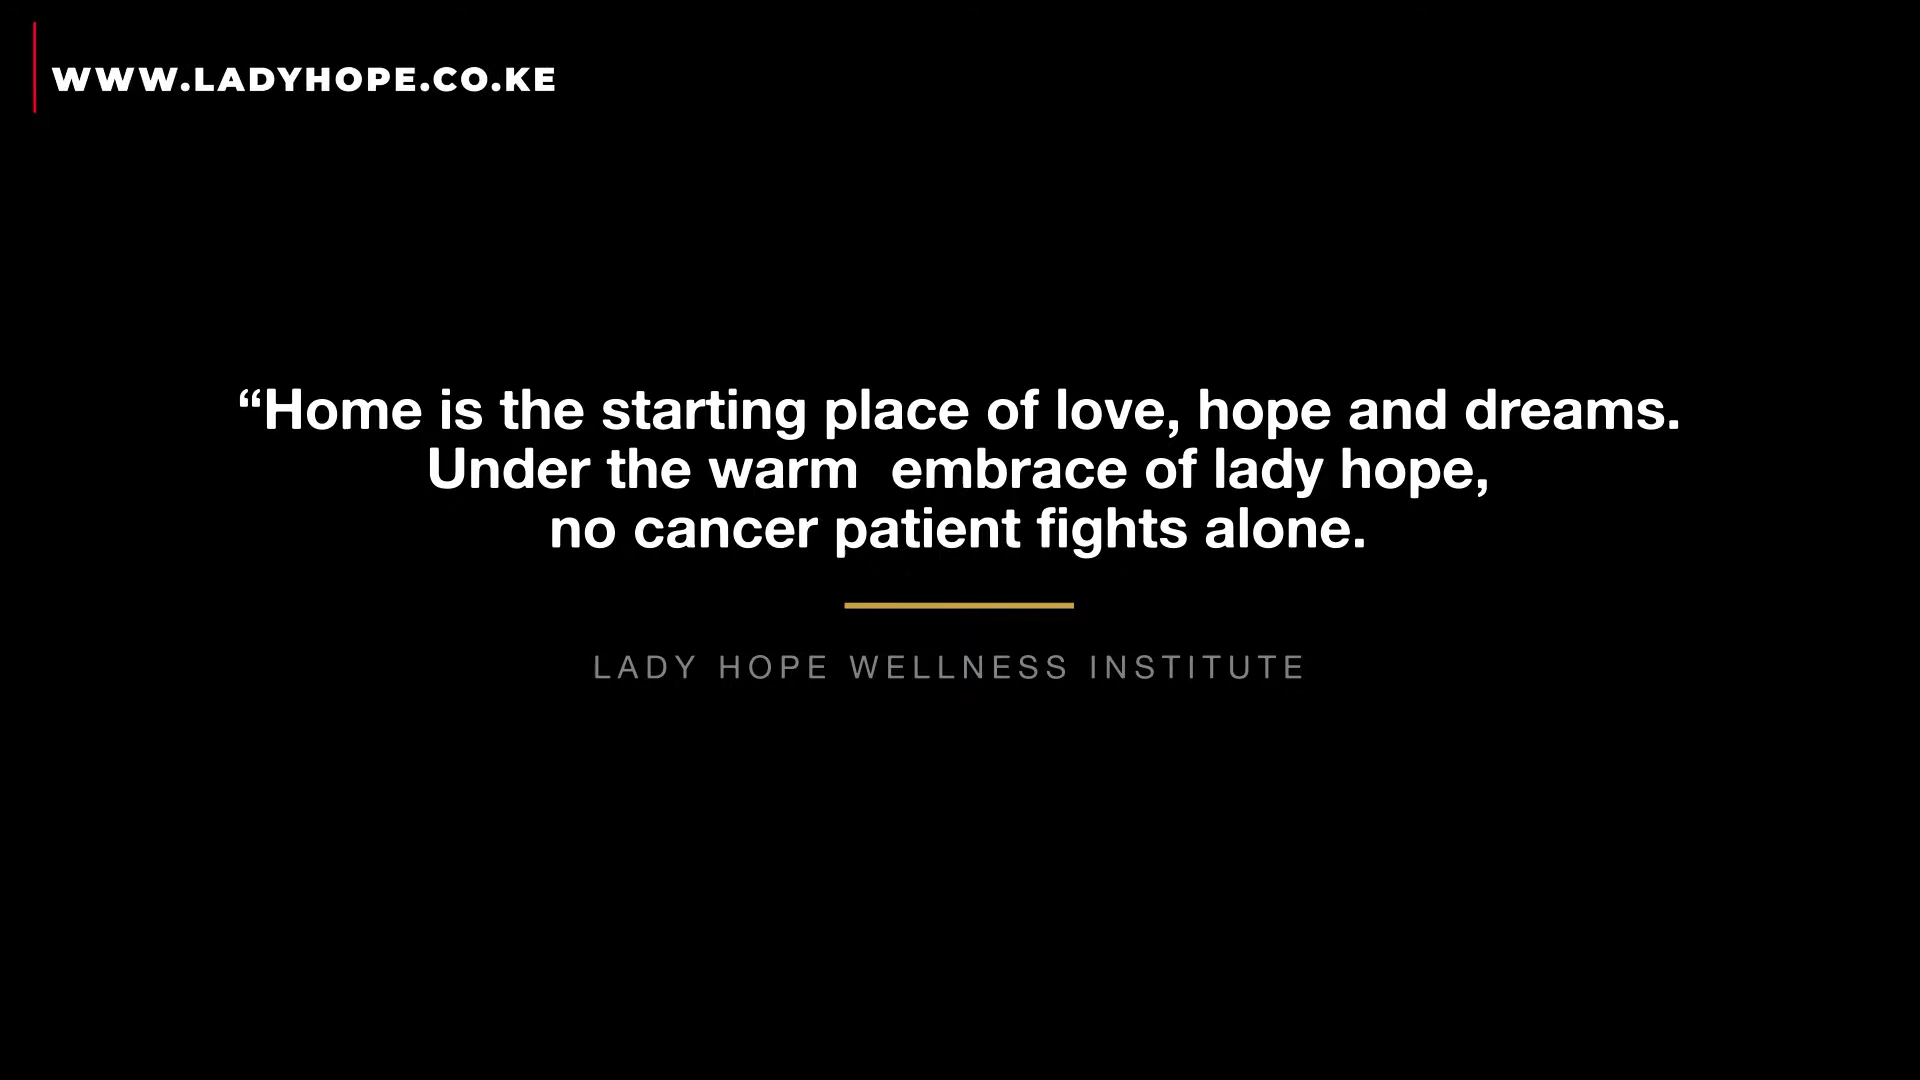 WWW.LADYHOPE.CO.KE
“Home is the starting place of love, hope and dreams.
Under the warm  embrace of lady hope,
no cancer patient fights alone.
LADY HOPE WELLNESS INSTITUTE